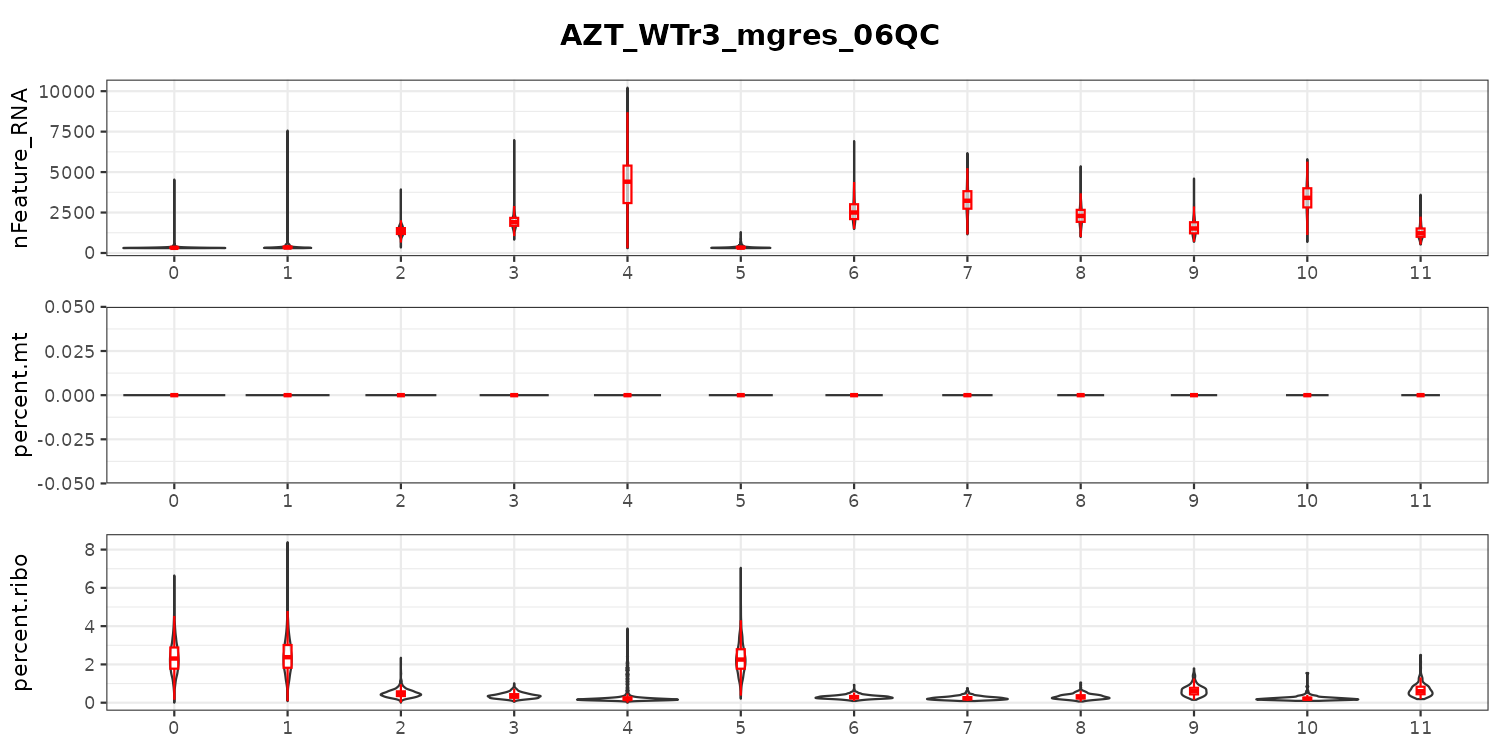 AZT_WTr3_mgres_06QC
nFeature_RNA
10000
7500
5000
2500
0
0 1 2 3 4 5 6 7 8 9 10 11
percent.mt
0.050
0.025
0.000
-0.025
-0.050
0 1 2 3 4 5 6 7 8 9 10 11
percent.ribo
8
6
4
2
0
0 1 2 3 4 5 6 7 8 9 10 11